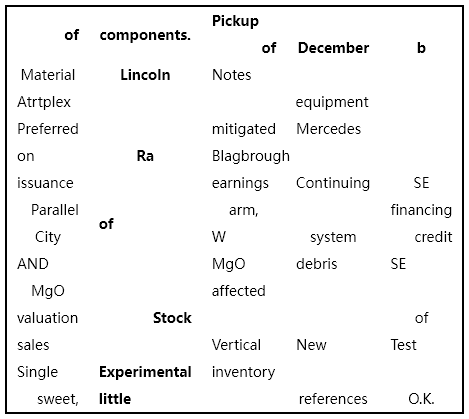 of components. Pickup
of December b
Material Lincoln Notes
Atrtplex equipment
Preferred mitigated Mercedes
on Ra Blagbrough
issuance earnings Continuing SE
Parallel of arm, financing
City W system credit
AND MgO debris SE
MgO affected
valuation Stock of
sales Vertical New Test
Single Experimental inventory
sweet, little references O.K.